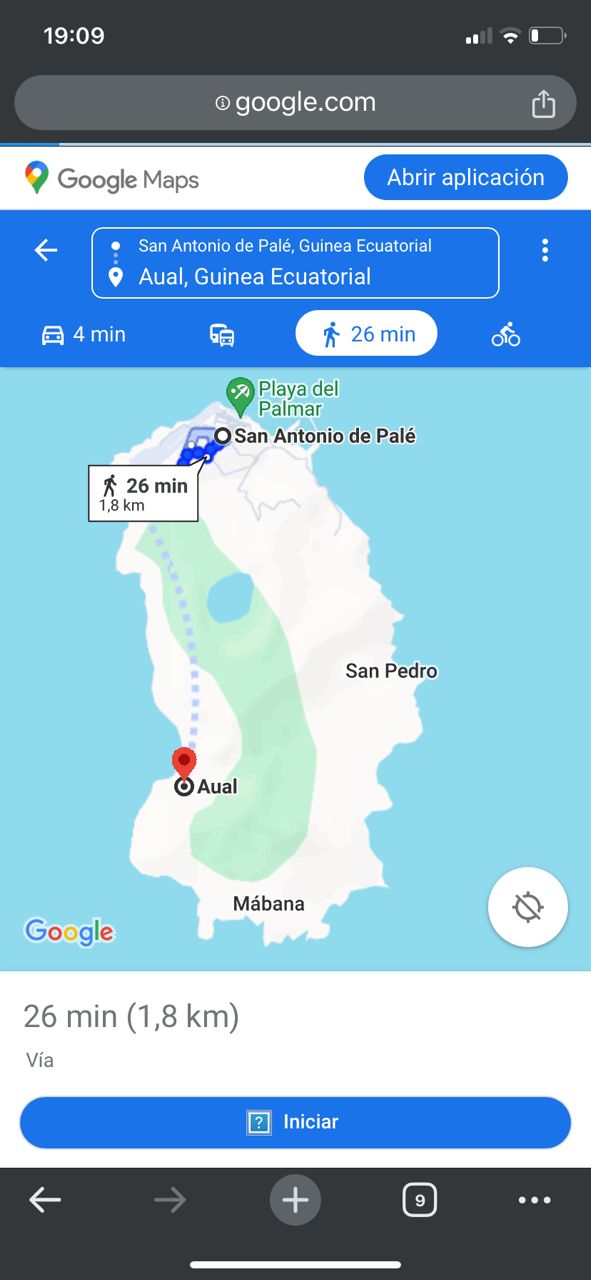 19:09
google.com
Google Maps
Abrir aplicación
San Antonio de Palé, Guinea Ecuatorial
Aual, Guinea Ecuatorial
4 min
26 min
Playa del
Palmar
San Antonio de Palé
26 min
1,8 km
San Pedro
Aual
Mábana
Google
26 min (1,8 km)
Vía
? Iniciar
9